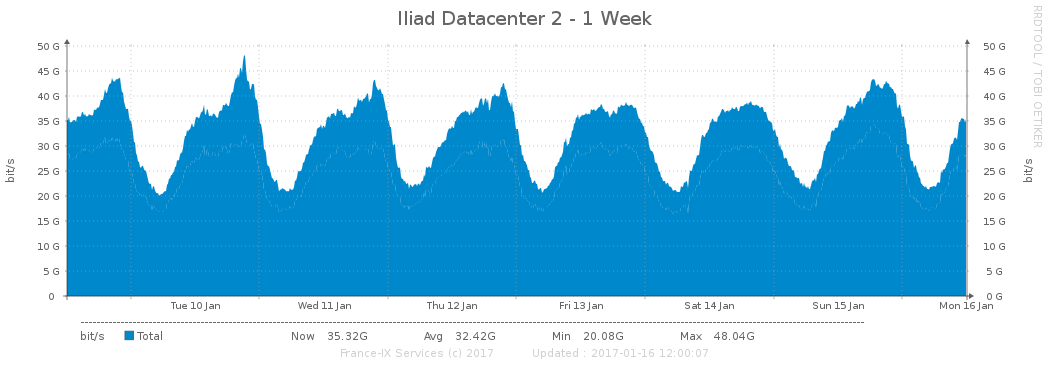 Iliad Datacenter 2 - 1 Week
RRDTOOL / TOBI OETIKER
50 G 50 G
45 G 45 G
40 G 40 G
35 G 35 G
30 G 30 G
25 G 25 G
20 G 20 G
15 G 15 G
10 G 10 G
5 G 5 G
0 0 G
bit/s bit/s
Tue 10 Jan Wed 11 Jan Thu 12 Jan Fri 13 Jan Sat 14 Jan Sun 15 Jan Mon 16 Jan
bit/s Total Now 35.32G Avg 32.42G Min 20.08G Max 48.04G
France-IX Services (c) 2017 Updated : 2017-01-16 12:00:07